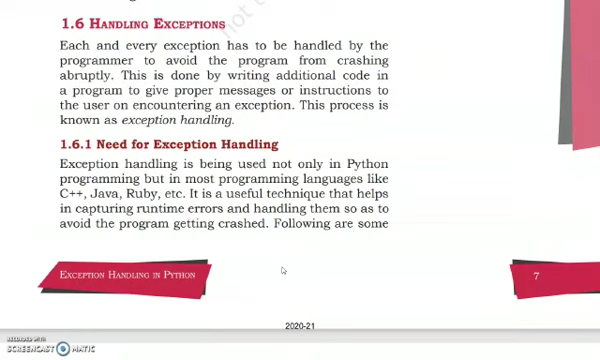 1.6 HANDLING EXCEPTIONS
Each and every exception has to be handled by the
programmer to avoid the program from crashing
abruptly. This is done by writing additional code in
a program to give proper messages or instructions to
the user on encountering an exception. This process is
known as exception handling.
1.6.1 Need for Exception Handling
Exception handling is being used not only in Python
programming but in most programming languages like
C++, Java, Ruby, etc. It is a useful technique that helps
in capturing runtime errors and handling them so as to
avoid the program getting crashed. Following are some
EXCEPTION HANDLING IN PYTHON
7
2020-21
RECORDED WITH
SCREENCAST MATIC